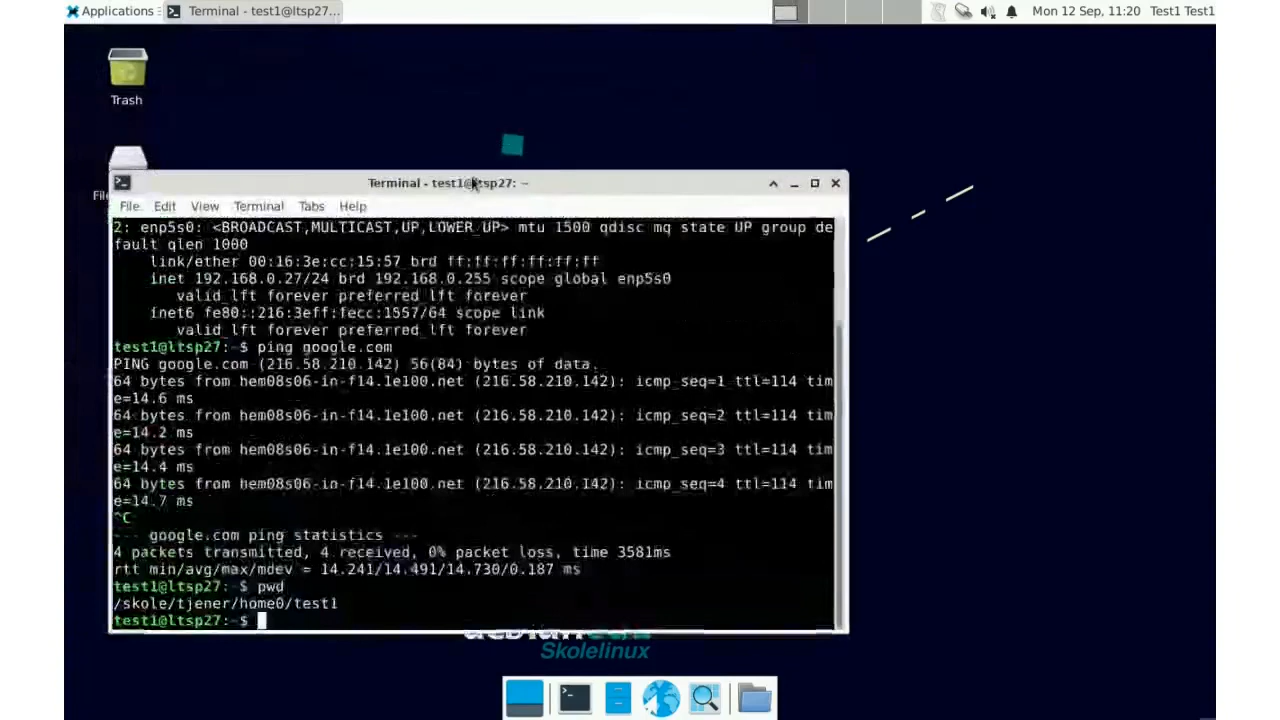 Applications
Terminal - test1@ltsp27...
Mon 12 Sep, 11:20
Test1 Test1
Trash
Terminal - test1@ltsp27: ~
File Edit View Terminal Tabs Help
2: enp5s0: <BROADCAST,MULTICAST,UP,LOWER_UP> mtu 1500 qdisc mq state UP group de
fault qlen 1000
link/ether 00:16:3e:cc:15:57 brd ff:ff:ff:ff:ff:ff
inet 192.168.0.27/24 brd 192.168.0.255 scope global enp5s0
valid_lft forever preferred_lft forever
inet6 fe80::216:3eff:fecc:1557/64 scope link
valid_lft forever preferred_lft forever
test1@ltsp27:~$ ping google.com
PING google.com (216.58.210.142) 56(84) bytes of data.
64 bytes from hem08s06-in-f14.1e100.net (216.58.210.142): icmp_seq=1 ttl=114 tim
e=14.6 ms
64 bytes from hem08s06-in-f14.1e100.net (216.58.210.142): icmp_seq=2 ttl=114 tim
e=14.2 ms
64 bytes from hem08s06-in-f14.1e100.net (216.58.210.142): icmp_seq=3 ttl=114 tim
e=14.4 ms
64 bytes from hem08s06-in-f14.1e100.net (216.58.210.142): icmp_seq=4 ttl=114 tim
e=14.7 ms
^C
--- google.com ping statistics ---
4 packets transmitted, 4 received, 0% packet loss, time 3581ms
rtt min/avg/max/mdev = 14.241/14.491/14.730/0.187 ms
test1@ltsp27:~$ pwd
/skole/tjener/home0/test1
test1@ltsp27:~$
Skolelinux